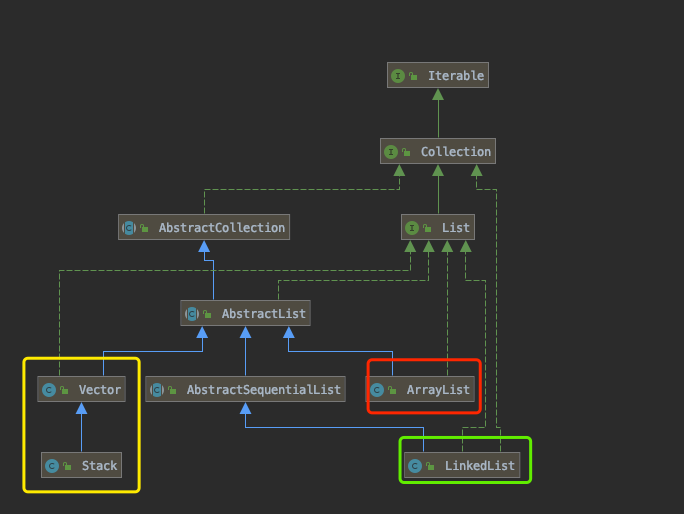 Iterable
Collection
AbstractCollection
List
AbstractList
Vector
AbstractSequentialList
ArrayList
Stack
LinkedList